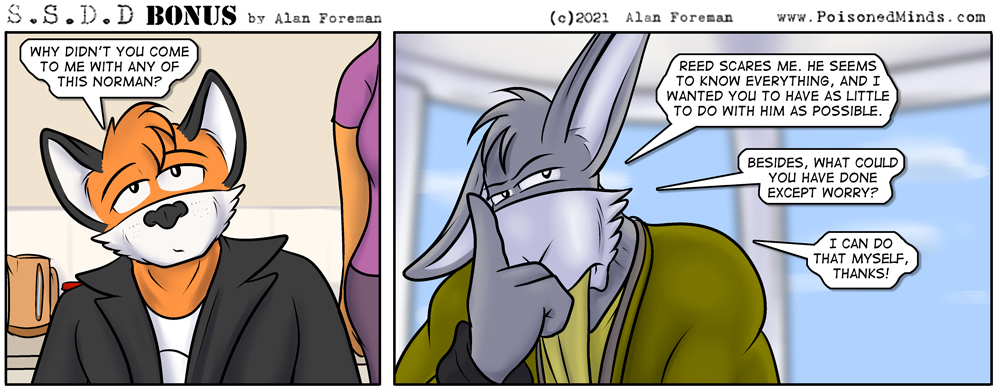 S.S.D.D BONUS by Alan Foreman (c)2021 Alan Foreman www.PoisonedMinds.com
WHY DIDN'T YOU COME
TO ME WITH ANY OF
THIS NORMAN?
REED SCARES ME. HE SEEMS
TO KNOW EVERYTHING, AND I
WANTED YOU TO HAVE AS LITTLE
TO DO WITH HIM AS POSSIBLE.
BESIDES, WHAT COULD
YOU HAVE DONE
EXCEPT WORRY?
I CAN DO
THAT MYSELF,
THANKS!